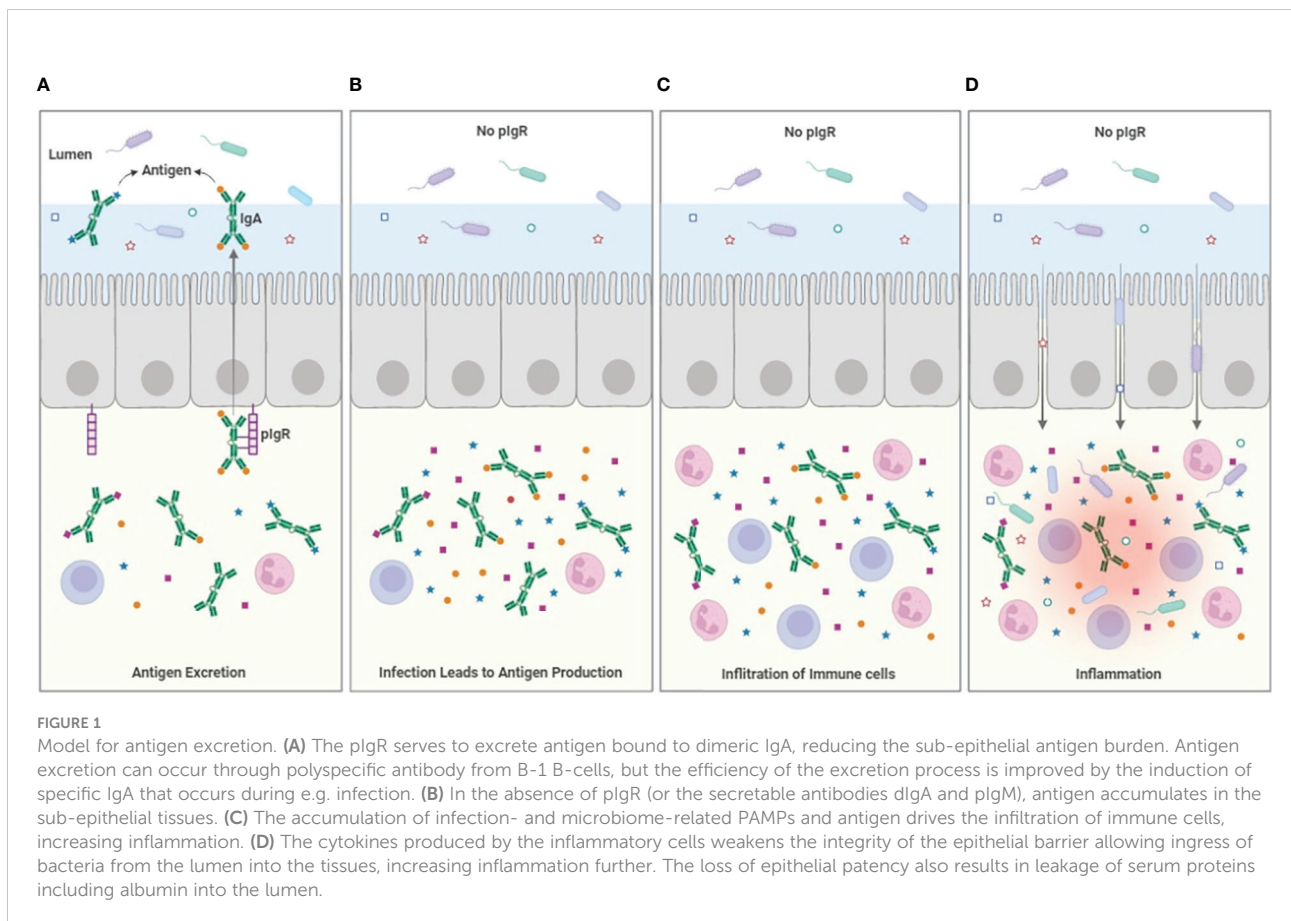 A
B
C
D
Lumen
Antigen
IgA
pIgR
Antigen Excretion
No pIgR
Infection Leads to Antigen Production
No pIgR
Inflitration of Immune cells
No pIgR
Inflammation
FIGURE 1
Model for antigen excretion. (A) The pIgR serves to excrete antigen bound to dimeric IgA, reducing the sub-epithelial antigen burden. Antigen
excretion can occur through polyspecific antibody from B-1 B-cells, but the efficiency of the excretion process is improved by the induction of
specific IgA that occurs during e.g. infection. (B) In the absence of pIgR (or the secretable antibodies dIgA and pIgM), antigen accumulates in the
sub-epithelial tissues. (C) The accumulation of infection- and microbiome-related PAMPs and antigen drives the infiltration of immune cells,
increasing inflammation. (D) The cytokines produced by the inflammatory cells weakens the integrity of the epithelial barrier allowing ingress of
bacteria from the lumen into the tissues, increasing inflammation further. The loss of epithelial patency also results in leakage of serum proteins
including albumin into the lumen.